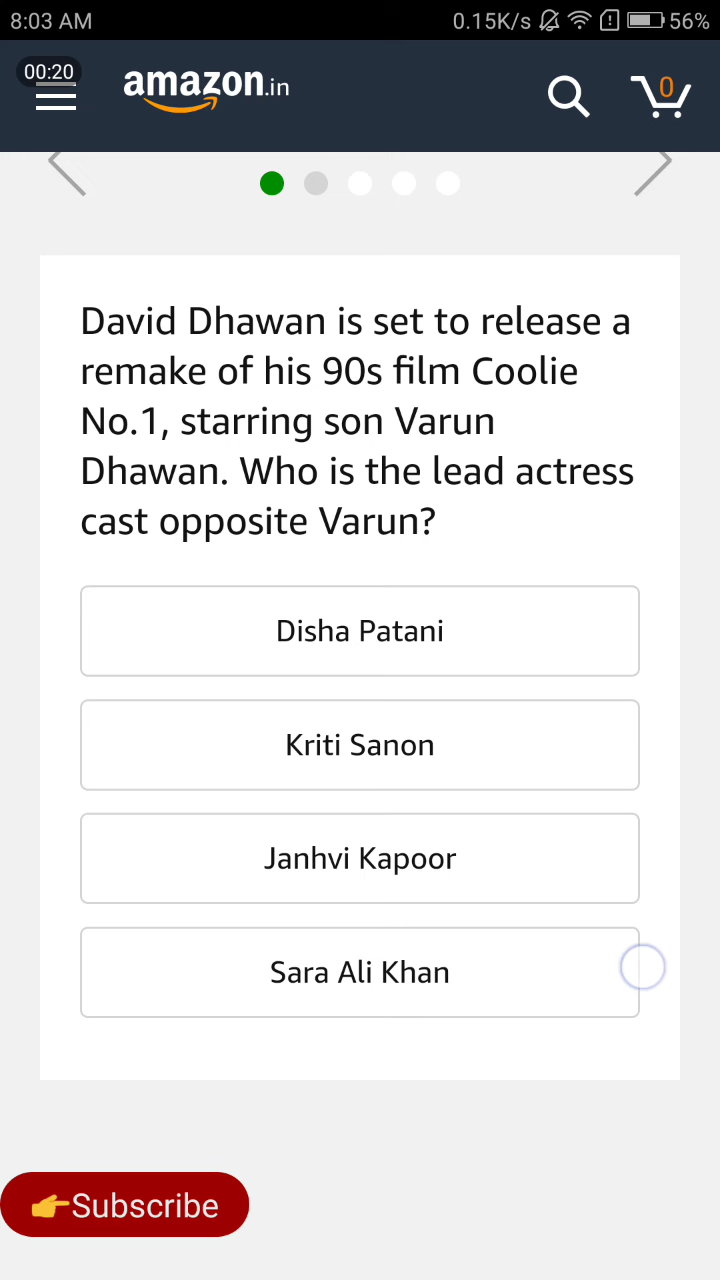 8:03 AM 0.15K/s 56%
00:20 amazon.in 0
David Dhawan is set to release a
remake of his 90s film Coolie
No.1, starring son Varun
Dhawan. Who is the lead actress
cast opposite Varun?
Disha Patani
Kriti Sanon
Janhvi Kapoor
Sara Ali Khan
👉Subscribe